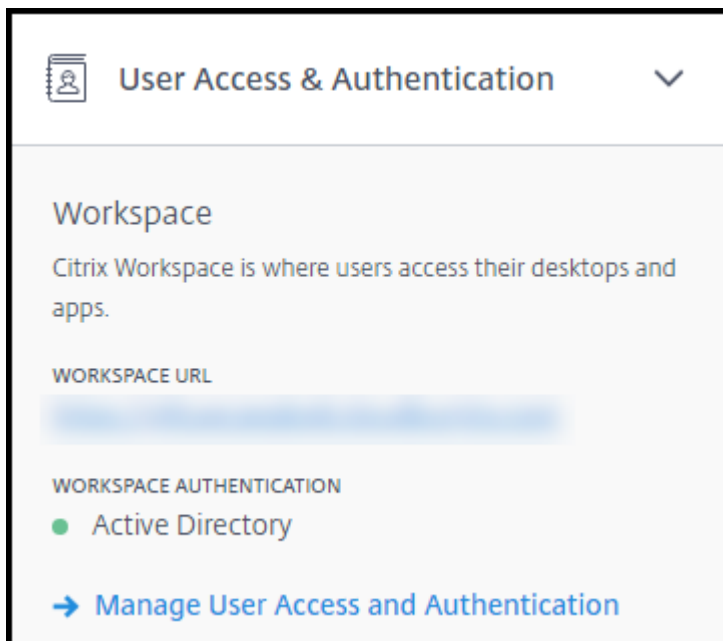 User Access & Authentication
Workspace
Citrix Workspace is where users access their desktops and
apps.
WORKSPACE URL
WORKSPACE AUTHENTICATION
Active Directory
Manage User Access and Authentication